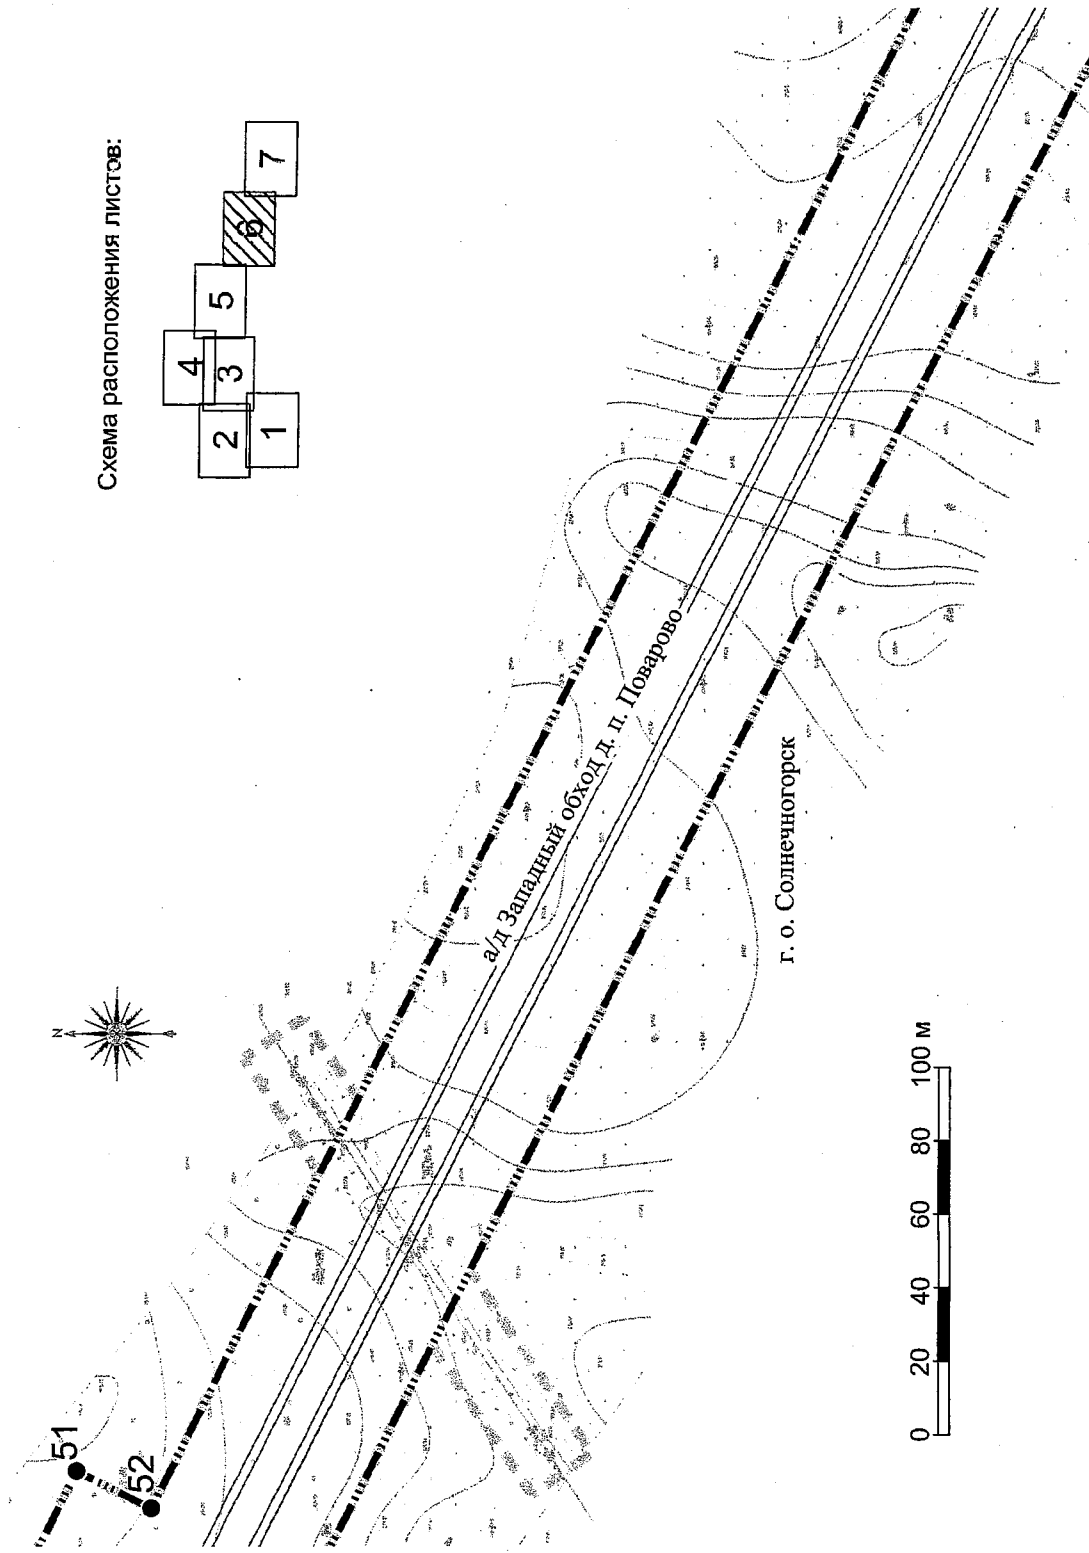 Схема расположения листов:
4
5
2
3
6
1
7
N
51
52
а/д Западный обход д. п. Поварово
г. о. Солнечногорск
0 20 40 60 80 100 м